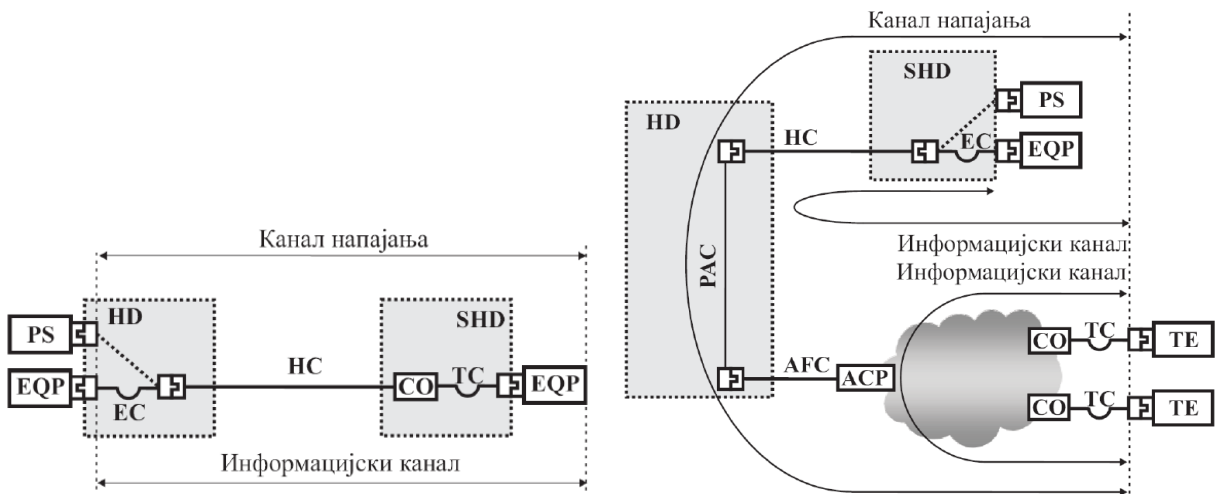 Канал напајања
HD
SHD
PS
HC
EQP
CO
TC
EQP
EC
Информацијски канал
Канал напајања
SHD
HD
PS
HC
EC
EQP
PAC
Информацијски канал
Информацијски канал
CO
TC
TE
AFC
ACP
CO
TC
TE